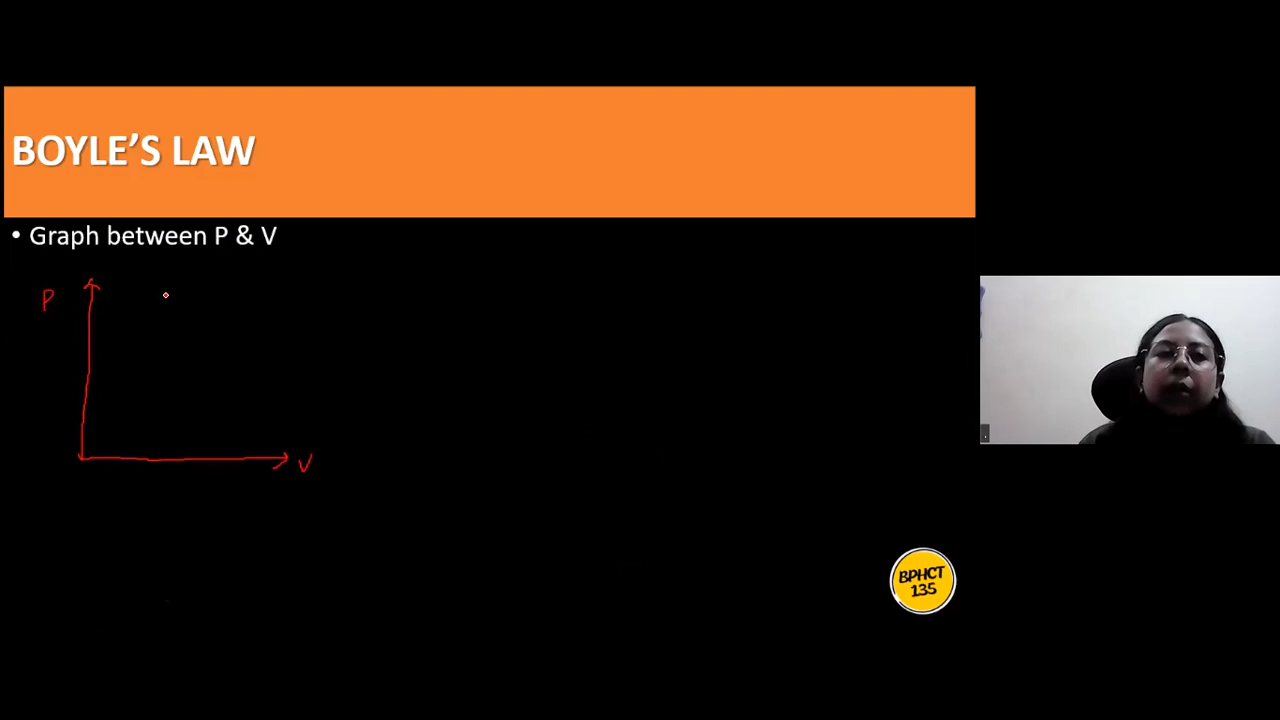 BOYLE’S LAW
• Graph between P & V
P
V
BPHCT
135